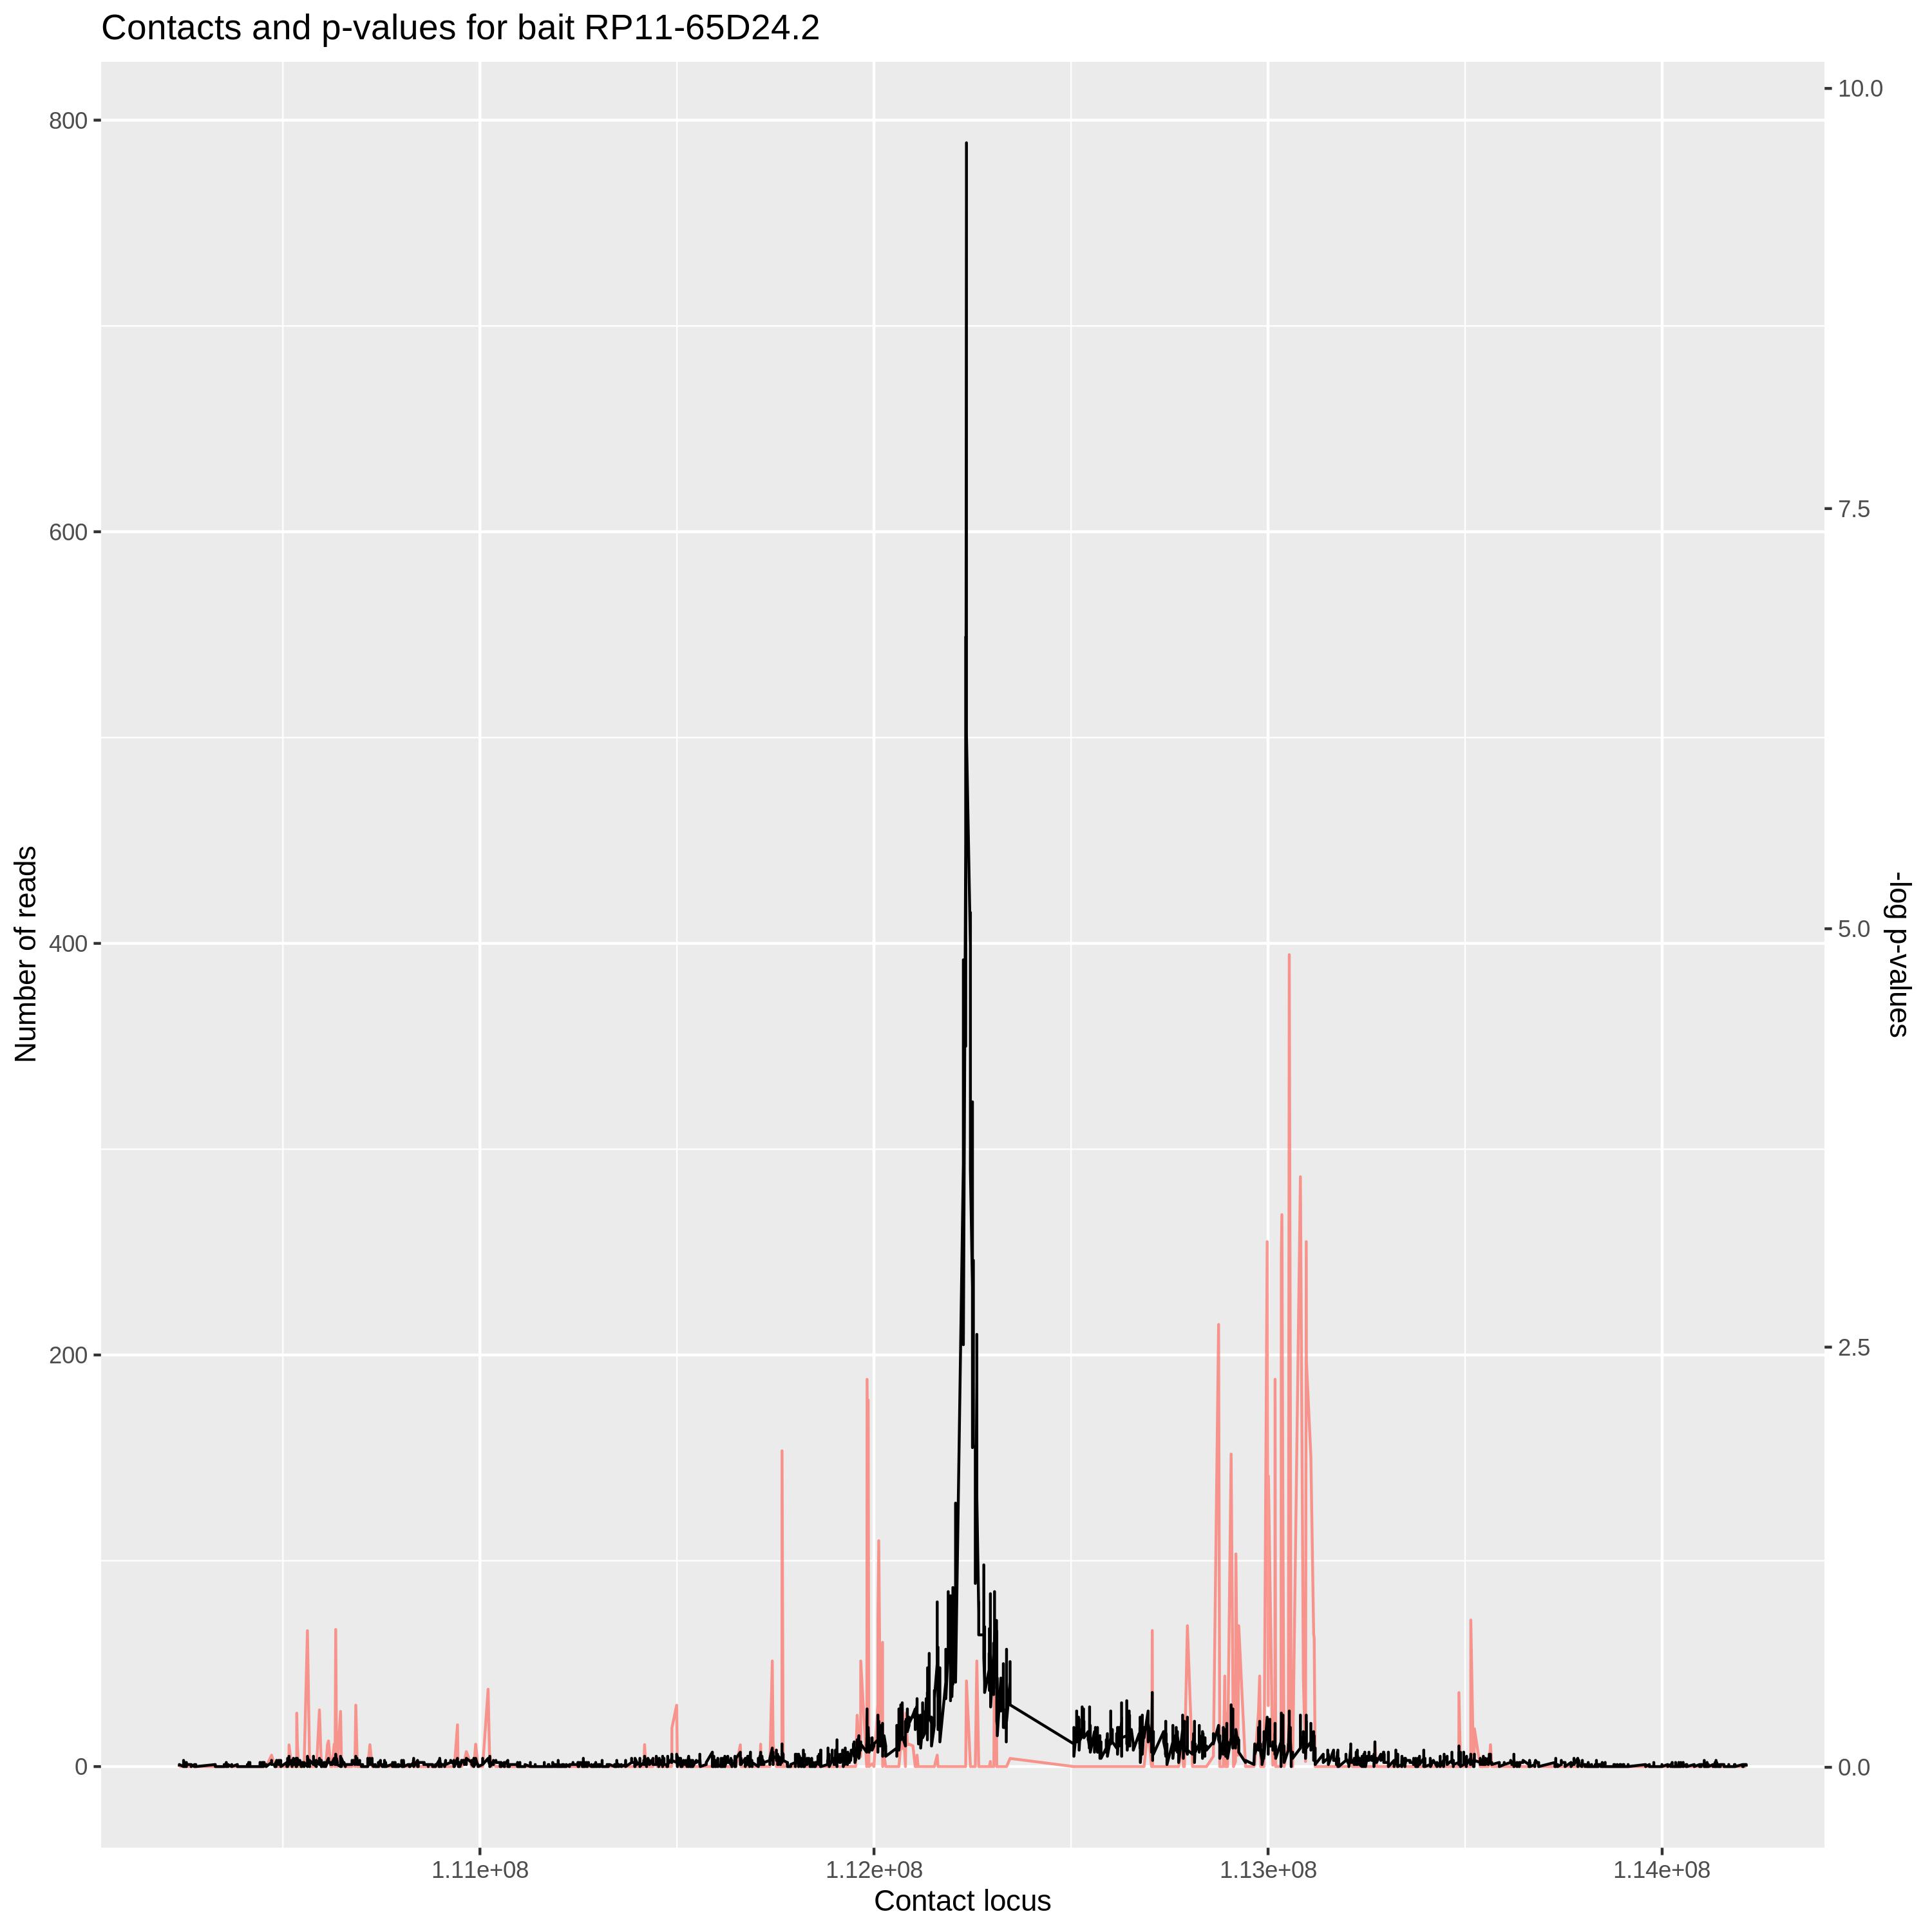 Contacts and p-values for bait RP11-65D24.2
800
600
400
200
0
Number of reads
10.0
7.5
5.0
2.5
0.0
-log p-values
1.11e+08
1.12e+08
1.13e+08
1.14e+08
Contact locus